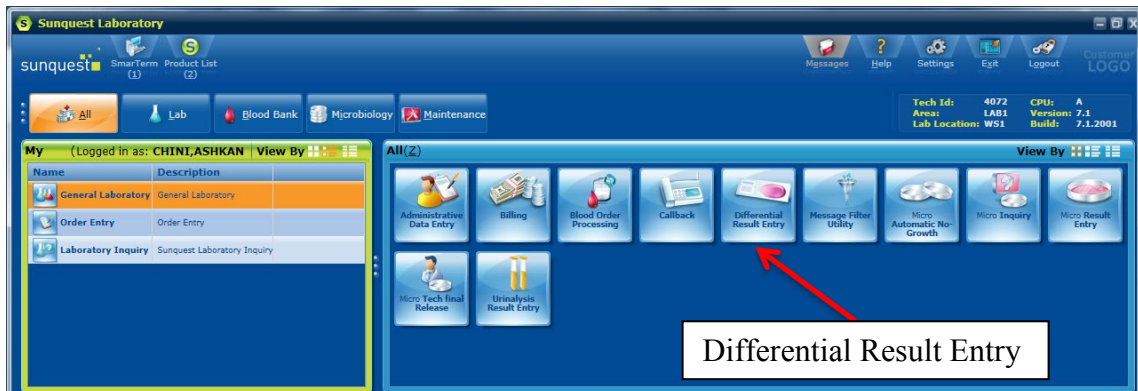 Sunquest Laboratory
sunquest
SmarTerm
(1)
Product List
(2)
Messages
Help
Settings
Exit
Logout
Customer
LOGO
All
Lab
Blood Bank
Microbiology
Maintenance
Tech Id: 4072 CPU: A
Area: LAB1 Version: 7.1
Lab Location: WS1 Build: 7.1.2001
My (Logged in as: CHINI,ASHKAN View By
Name Description
General Laboratory General Laboratory
Order Entry Order Entry
Laboratory Inquiry Sunquest Laboratory Inquiry
All(Z) View By
Administrative
Data Entry
Billing
Blood Order
Processing
Callback
Differential
Result Entry
Message Filter
Utility
Micro
Automatic No-
Growth
Micro Inquiry
Micro Result
Entry
Micro Tech final
Release
Urinalysis
Result Entry
Differential Result Entry